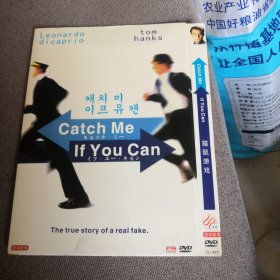 Leonardo
dicaprio
tom
hanks
캐치 미
이프 유 캔
Catch Me
If You Can
The true story of a real fake.
dts
DVD
Catch Me
If You Can
猫鼠游戏
DVD
农业产业
中国好粮油
让全国人